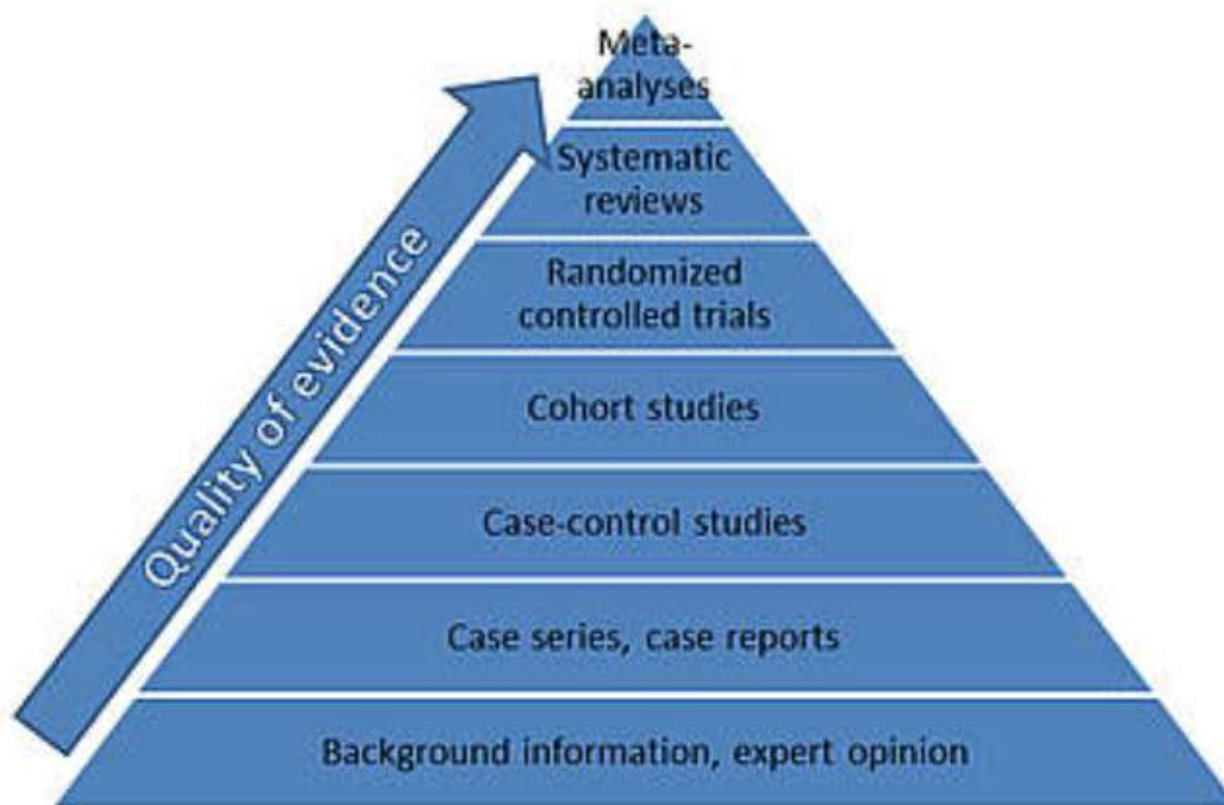 Meta-
analyses
Systematic
reviews
Randomized
controlled trials
Cohort studies
Case-control studies
Case series, case reports
Background information, expert opinion
Quality of evidence